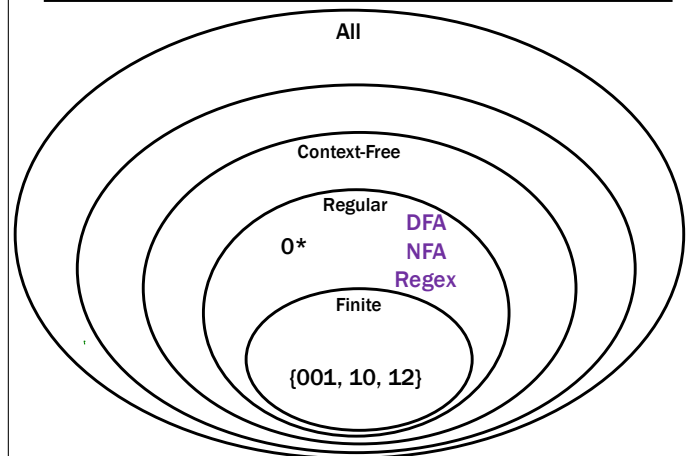 All
Context-Free
Regular
DFA
0*
NFA
Regex
Finite
{001, 10, 12}